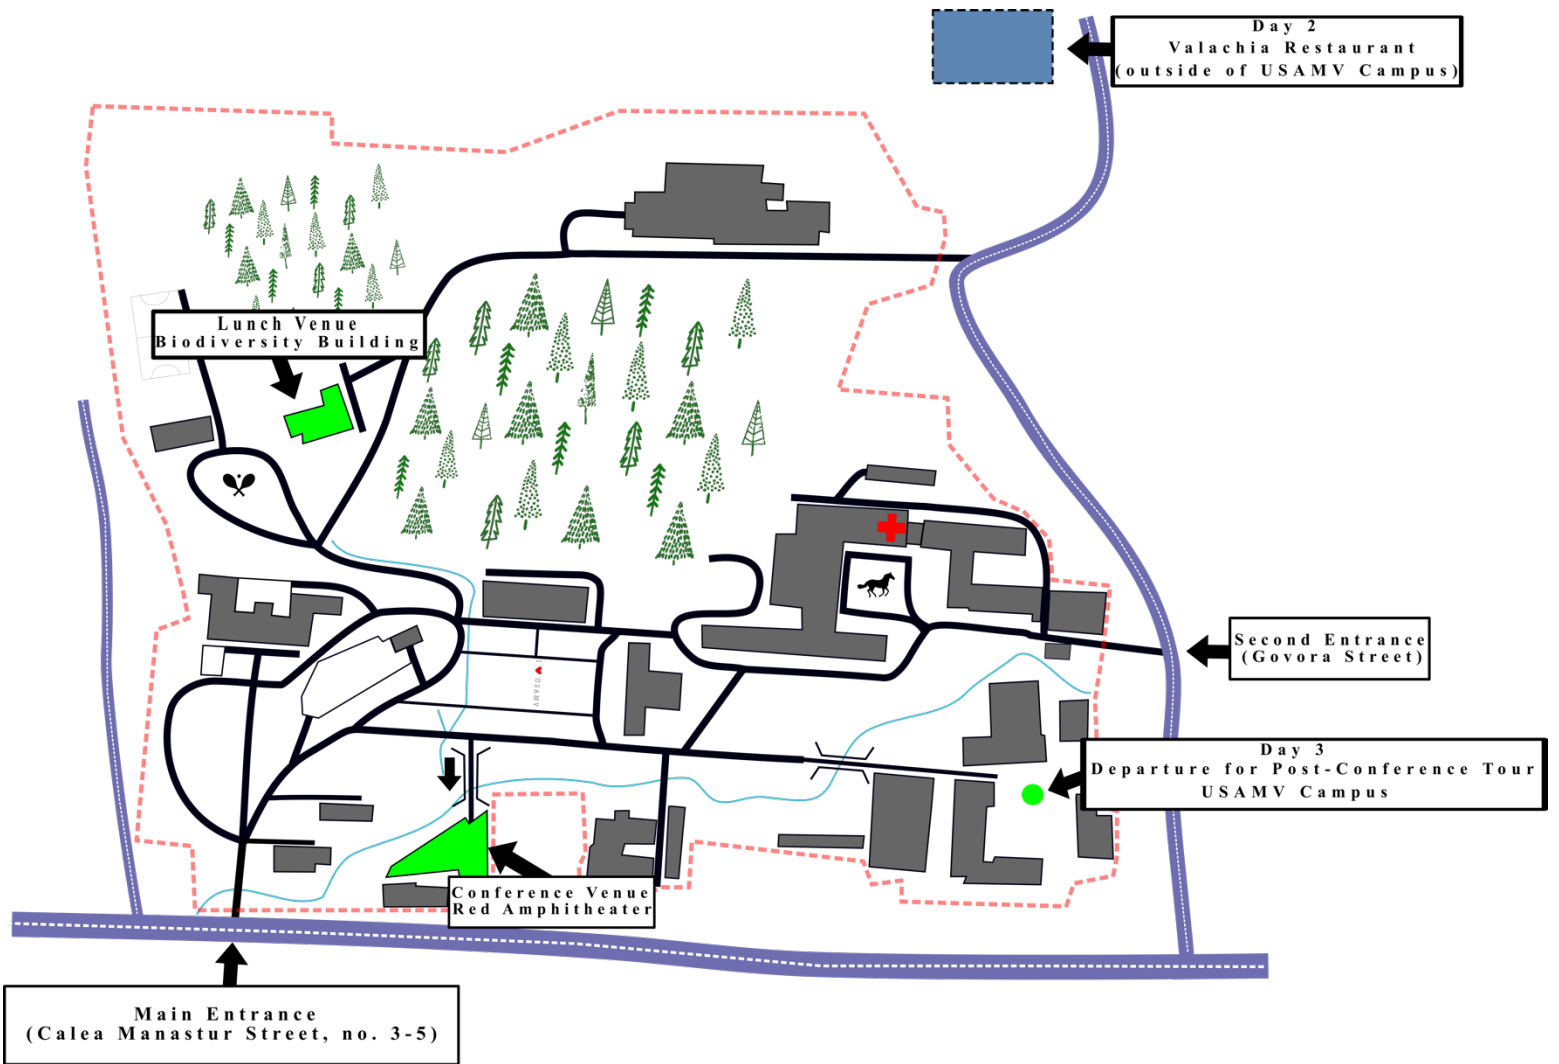 Day 2
Valachia Restaurant
(outside of USAMV Campus)
Lunch Venue
Biodiversity Building
Second Entrance
(Govora Street)
I ♥ USAMV
Day 3
Departure for Post-Conference Tour
USAMV Campus
Conference Venue
Red Amphitheater
Main Entrance
(Calea Manastur Street, no. 3-5)